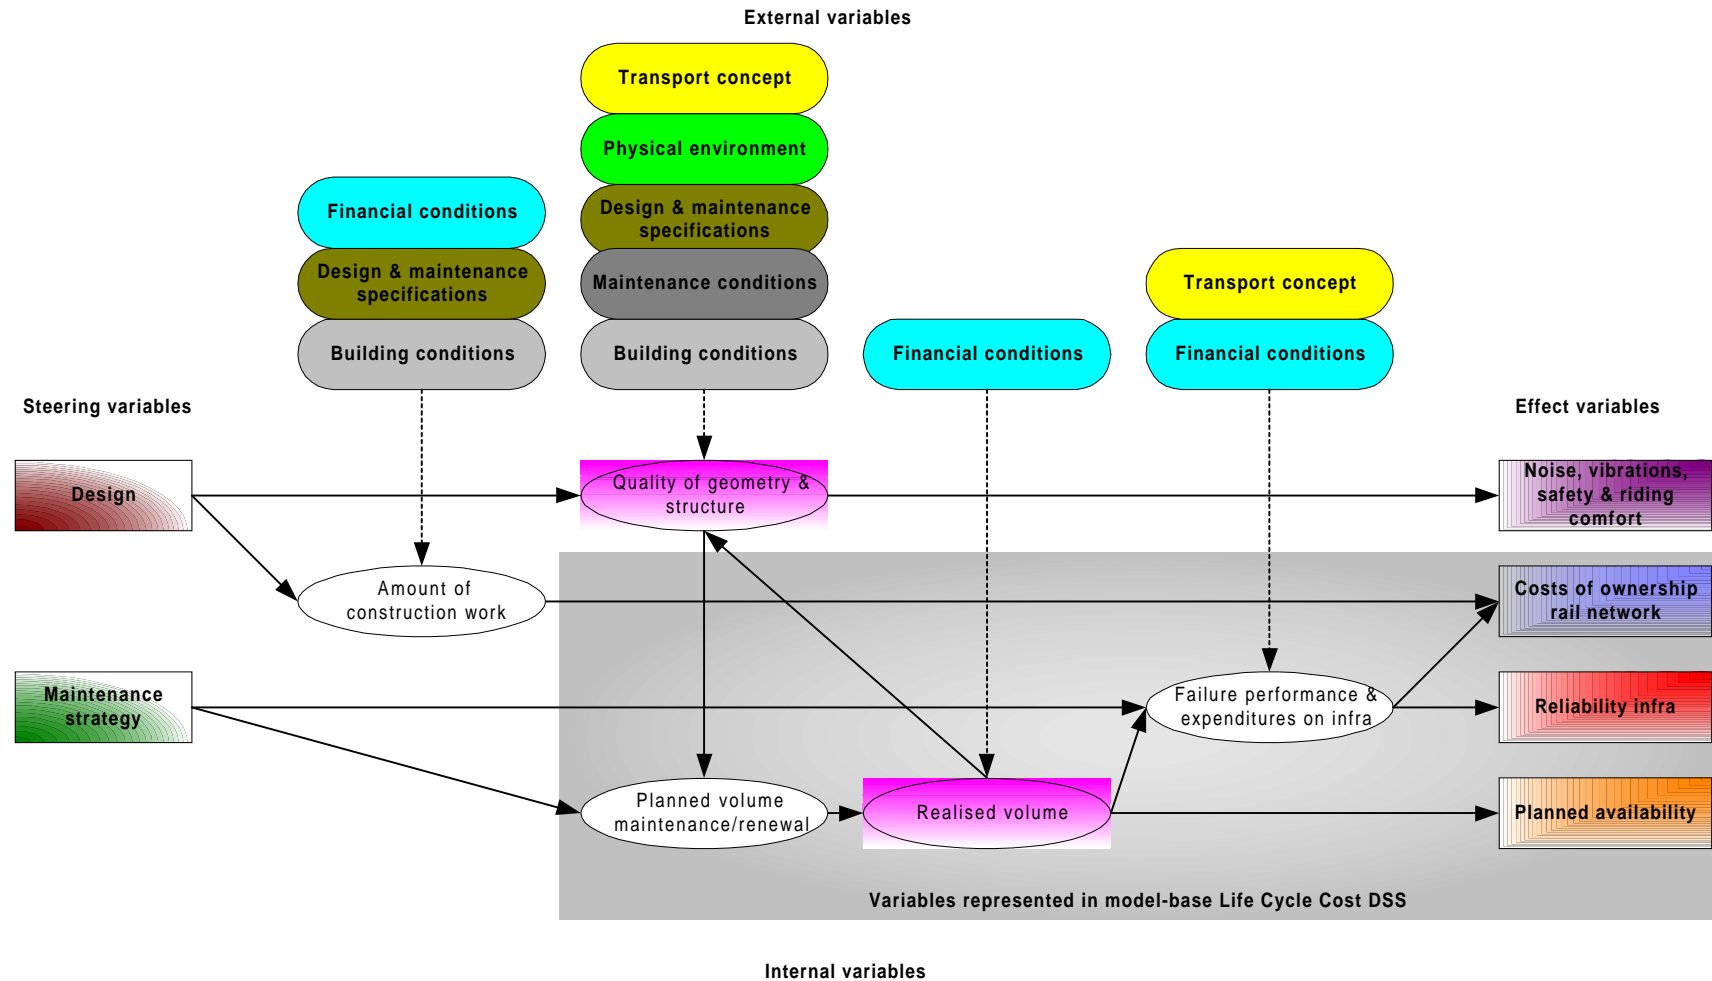 External variables
Transport concept
Physical environment
Financial conditions
Design & maintenance
specifications
Design & maintenance
specifications
Maintenance conditions
Transport concept
Building conditions
Building conditions
Financial conditions
Financial conditions
Steering variables
Effect variables
Design
Quality of geometry &
structure
Noise, vibrations,
safety & riding
comfort
Amount of
construction work
Costs of ownership
rail network
Maintenance
strategy
Failure performance &
expenditures on infra
Reliability infra
Planned volume
maintenance/renewal
Realised volume
Planned availability
Variables represented in model-base Life Cycle Cost DSS
Internal variables